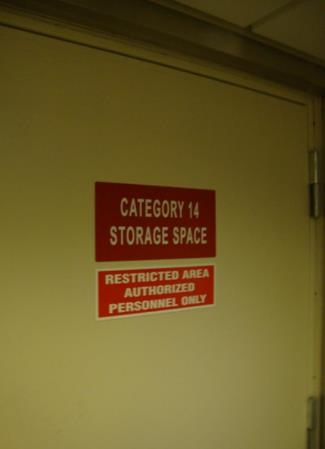 CATEGORY 14
STORAGE SPACE
RESTRICTED AREA
AUTHORIZED
PERSONNEL ONLY